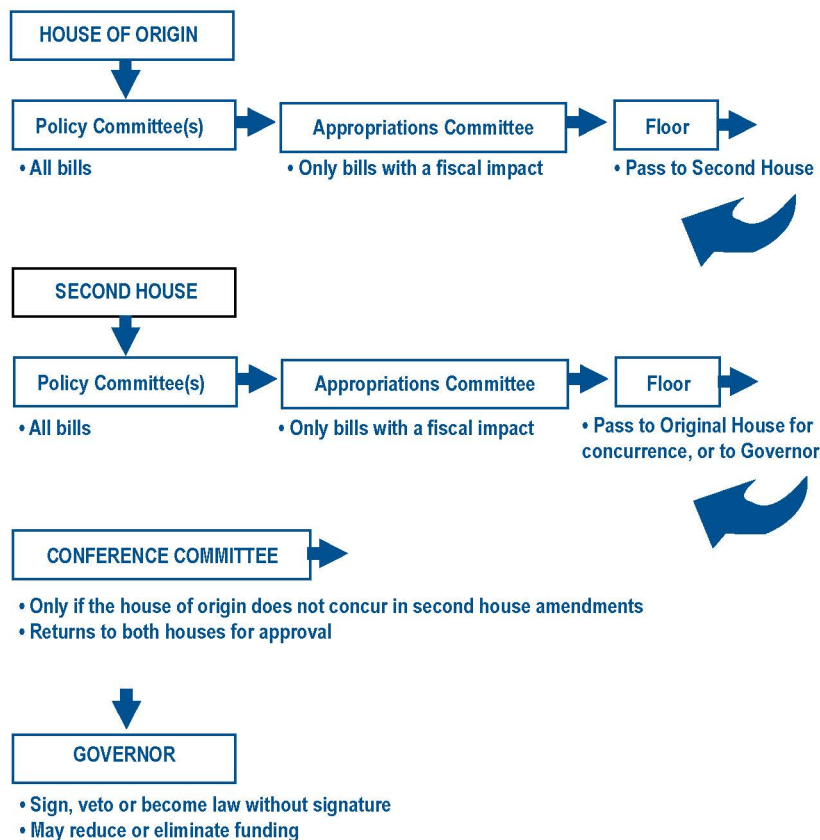 HOUSE OF ORIGIN
Policy Committee(s)
Appropriations Committee
Floor
• All bills
• Only bills with a fiscal impact
• Pass to Second House
SECOND HOUSE
Policy Committee(s)
Appropriations Committee
Floor
• All bills
• Only bills with a fiscal impact
• Pass to Original House for
concurrence, or to Governor
CONFERENCE COMMITTEE
• Only if the house of origin does not concur in second house amendments
• Returns to both houses for approval
GOVERNOR
• Sign, veto or become law without signature
• May reduce or eliminate funding